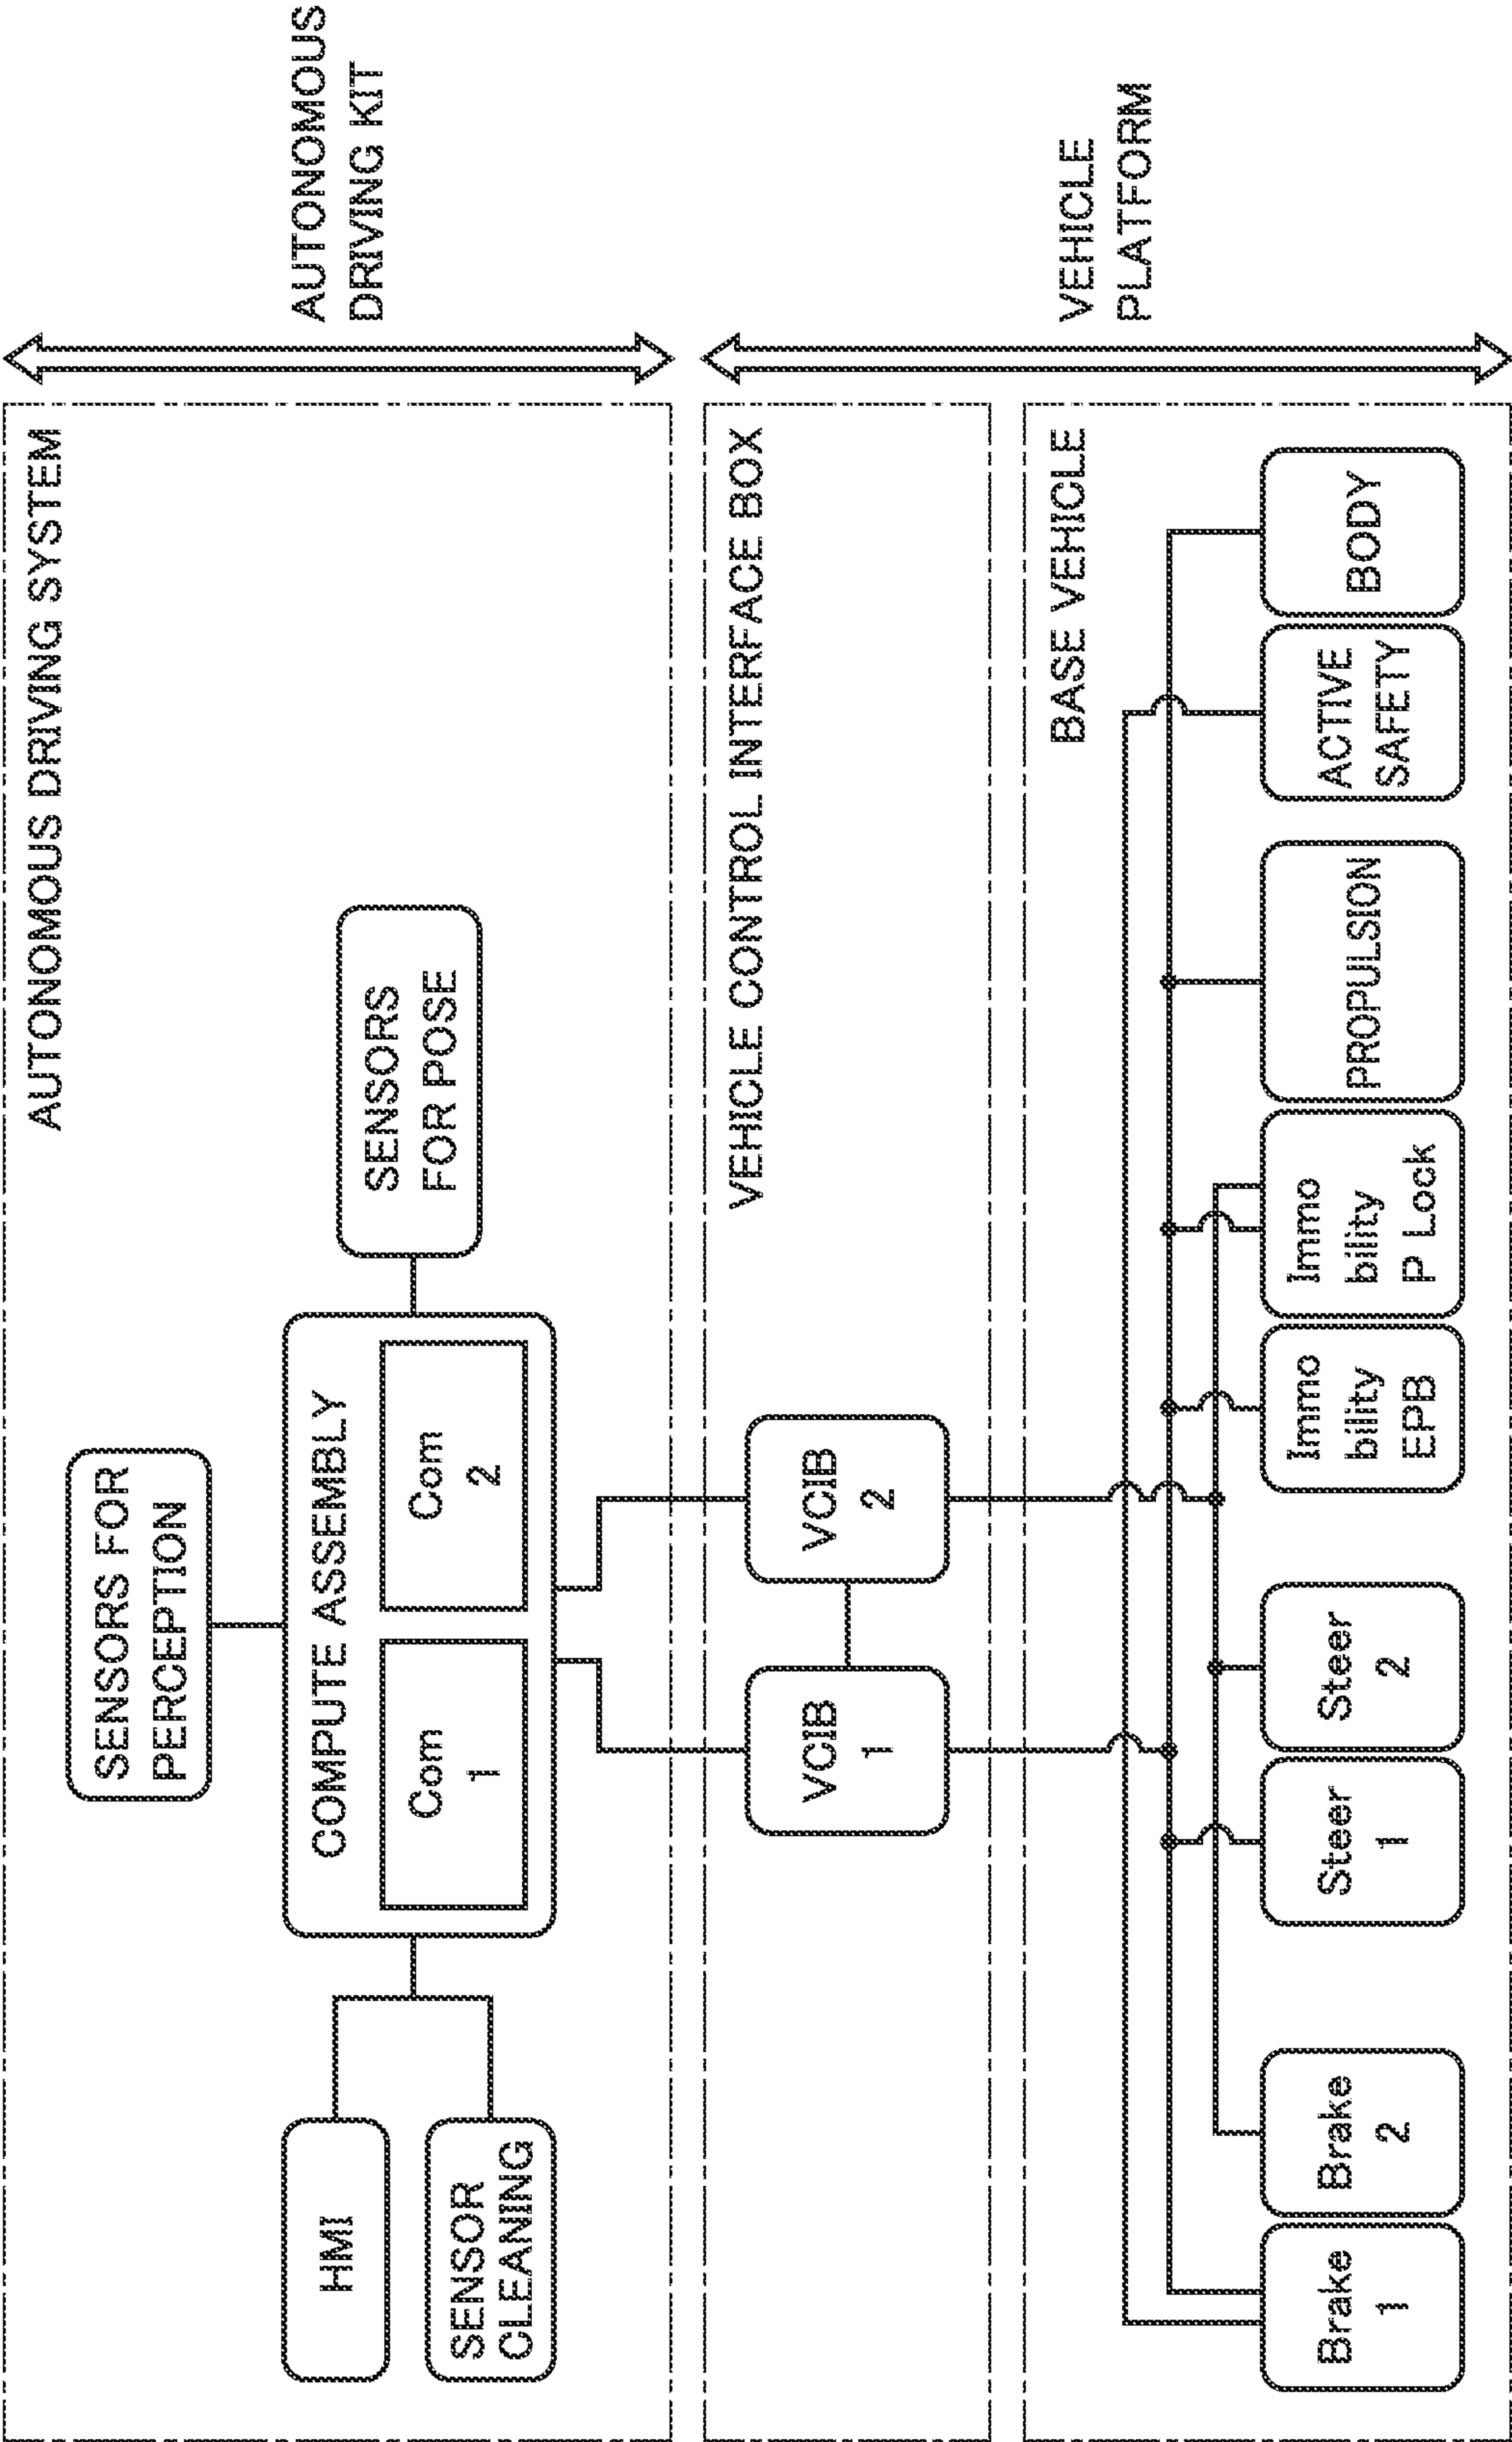 AUTONOMOUS DRIVING SYSTEM
SENSORS FOR
PERCEPTION
HMI
SENSOR
CLEANING
COMPUTE ASSEMBLY
Com
1
Com
2
SENSORS
FOR POSE
AUTONOMOUS
DRIVING KIT
VEHICLE CONTROL INTERFACE BOX
VCIB
1
VCIB
2
BASE VEHICLE
Brake
1
Brake
2
Steer
1
Steer
2
Immo
bility
EPB
Immo
bility
P Lock
PROPULSION
ACTIVE
SAFETY
BODY
VEHICLE
PLATFORM